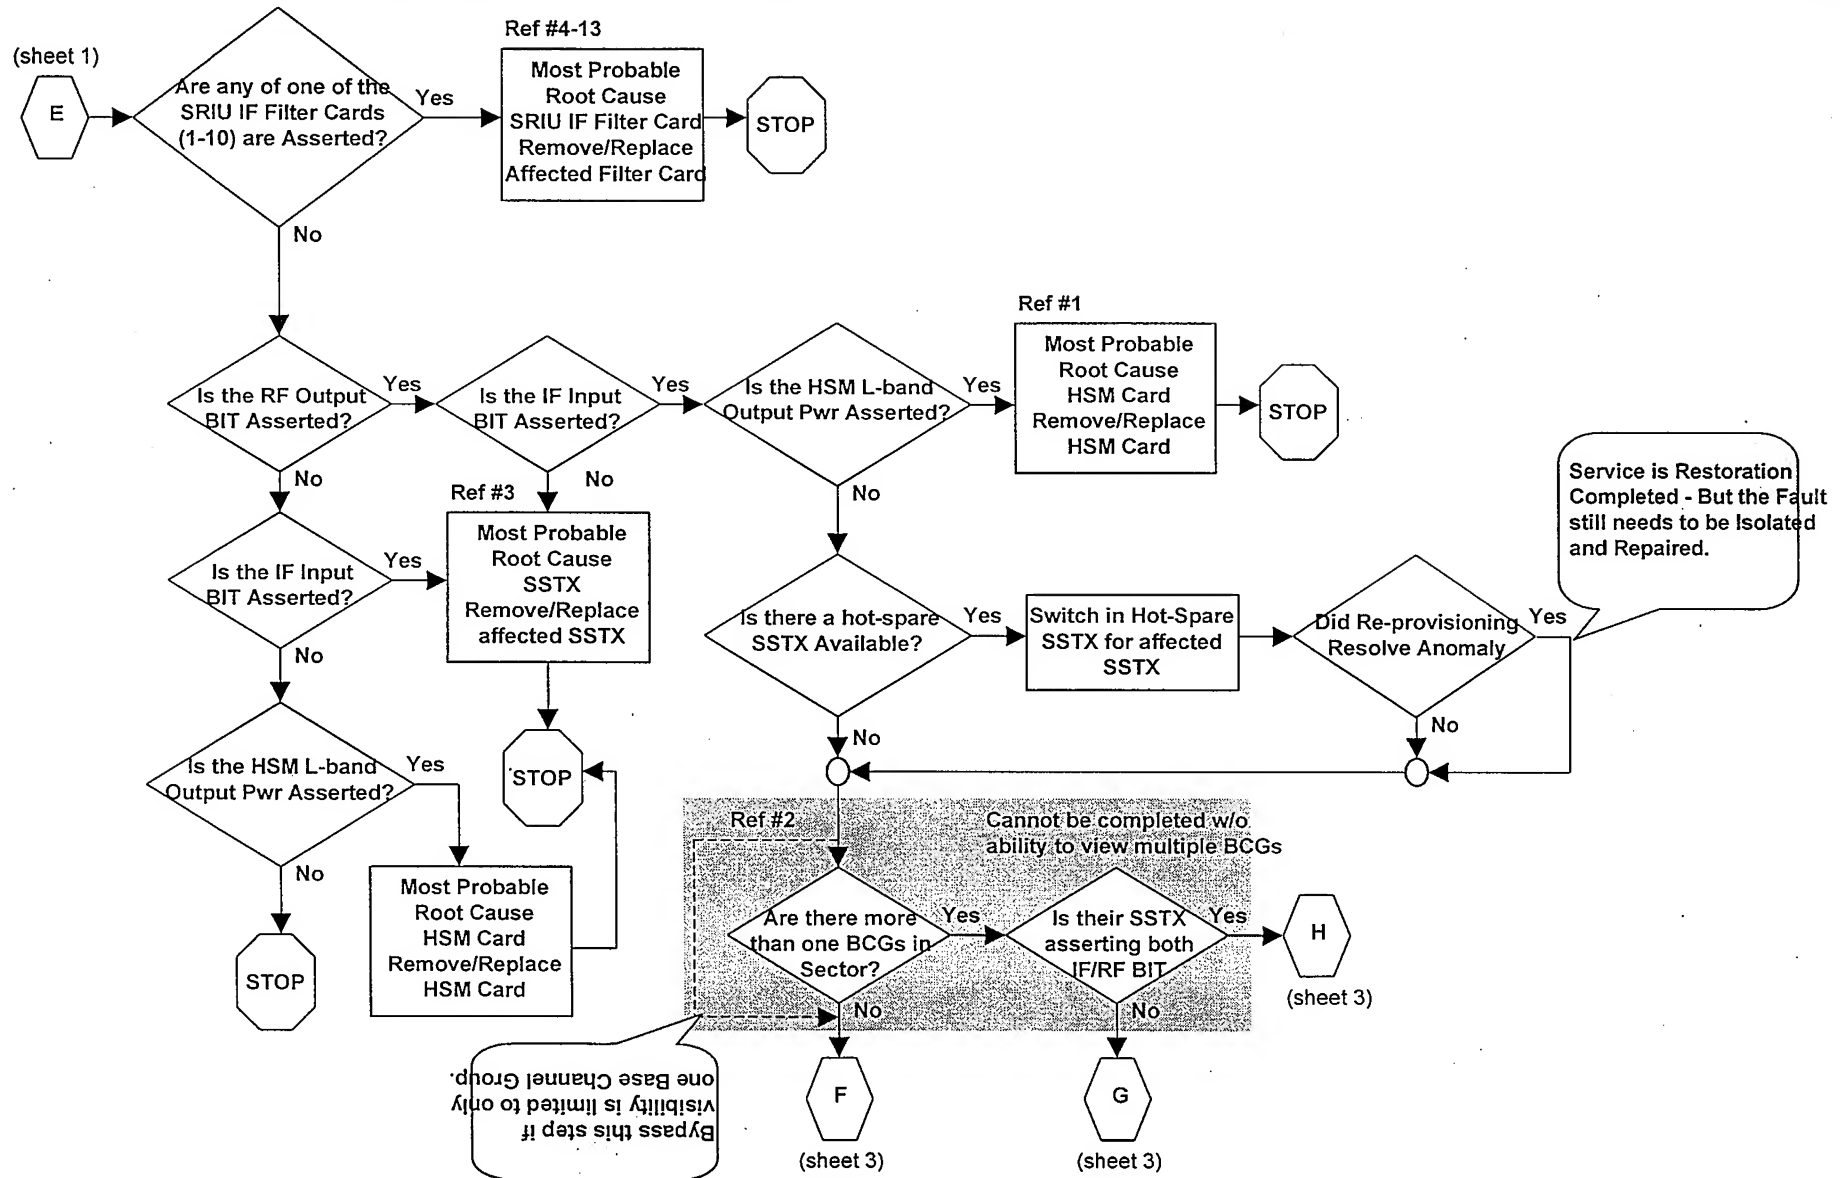 (sheet 1)
E
Are any of one of the
SRIU IF Filter Cards
(1-10) are Asserted?
Yes
No
Ref #4-13
Most Probable
Root Cause
SRIU IF Filter Card
Remove/Replace
Affected Filter Card
STOP
Is the RF Output
BIT Asserted?
Yes
No
Is the IF Input
BIT Asserted?
Yes
No
Is the HSM L-band
Output Pwr Asserted?
Yes
No
Ref #1
Most Probable
Root Cause
HSM Card
Remove/Replace
HSM Card
STOP
Is the IF Input
BIT Asserted?
Yes
No
Ref #3
Most Probable
Root Cause
SSTX
Remove/Replace
affected SSTX
STOP
Is there a hot-spare
SSTX Available?
Yes
No
Switch in Hot-Spare
SSTX for affected
SSTX
Did Re-provisioning
Resolve Anomaly
Yes
No
Service is Restoration
Completed - But the Fault
still needs to be Isolated
and Repaired.
Is the HSM L-band
Output Pwr Asserted?
Yes
No
STOP
Most Probable
Root Cause
HSM Card
Remove/Replace
HSM Card
Ref #2
Cannot be completed w/o
ability to view multiple BCGs
Are there more
than one BCGs in
Sector?
Yes
No
Is their SSTX
asserting both
IF/RF BIT
Yes
No
H
(sheet 3)
Bypass this step if
visibility is limited to only
one Base Channel Group.
F
(sheet 3)
G
(sheet 3)